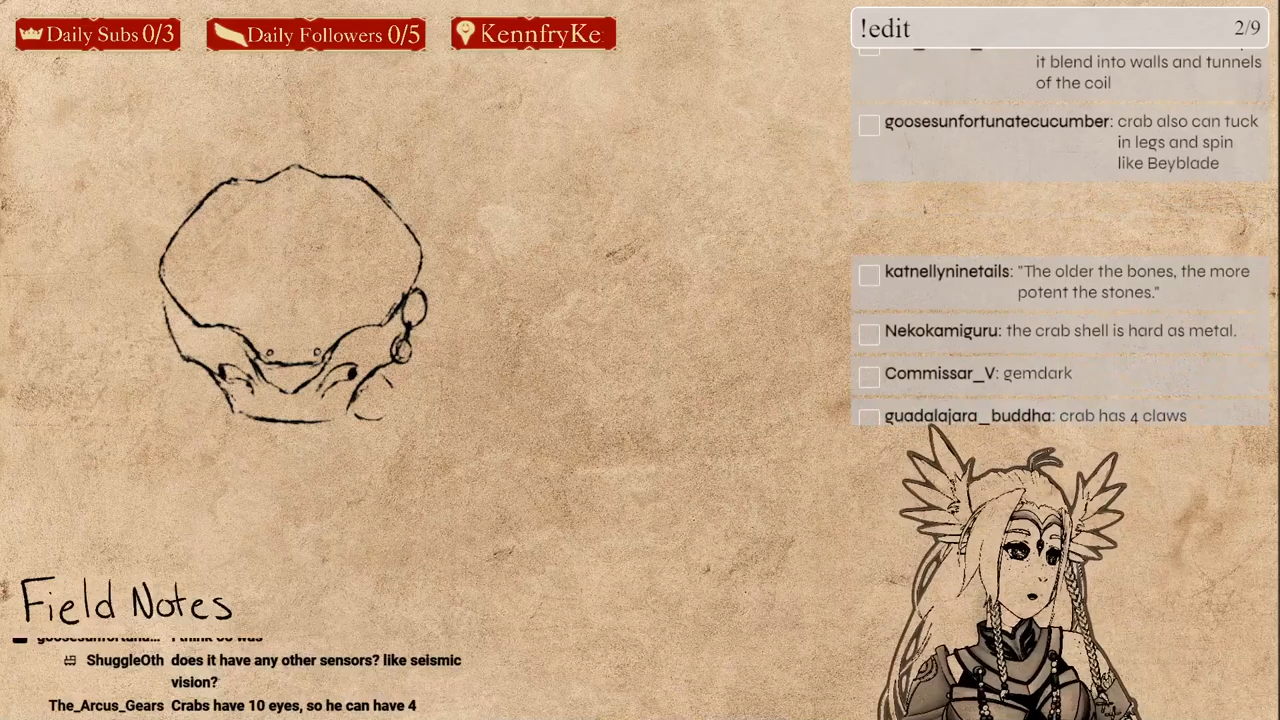 Daily Subs 0/3
Daily Followers 0/5
KennfryKe
!edit 2/9
it blend into walls and tunnels
of the coil
goosesunfortunatecucumber: crab also can tuck
in legs and spin
like Beyblade
katnellyninetails: "The older the bones, the more
potent the stones."
Nekokamiguru: the crab shell is hard as metal.
Commissar_V: gemdark
guadalajara_buddha: crab has 4 claws
Field Notes
ShuggleOth does it have any other sensors? like seismic
vision?
The_Arcus_Gears Crabs have 10 eyes, so he can have 4